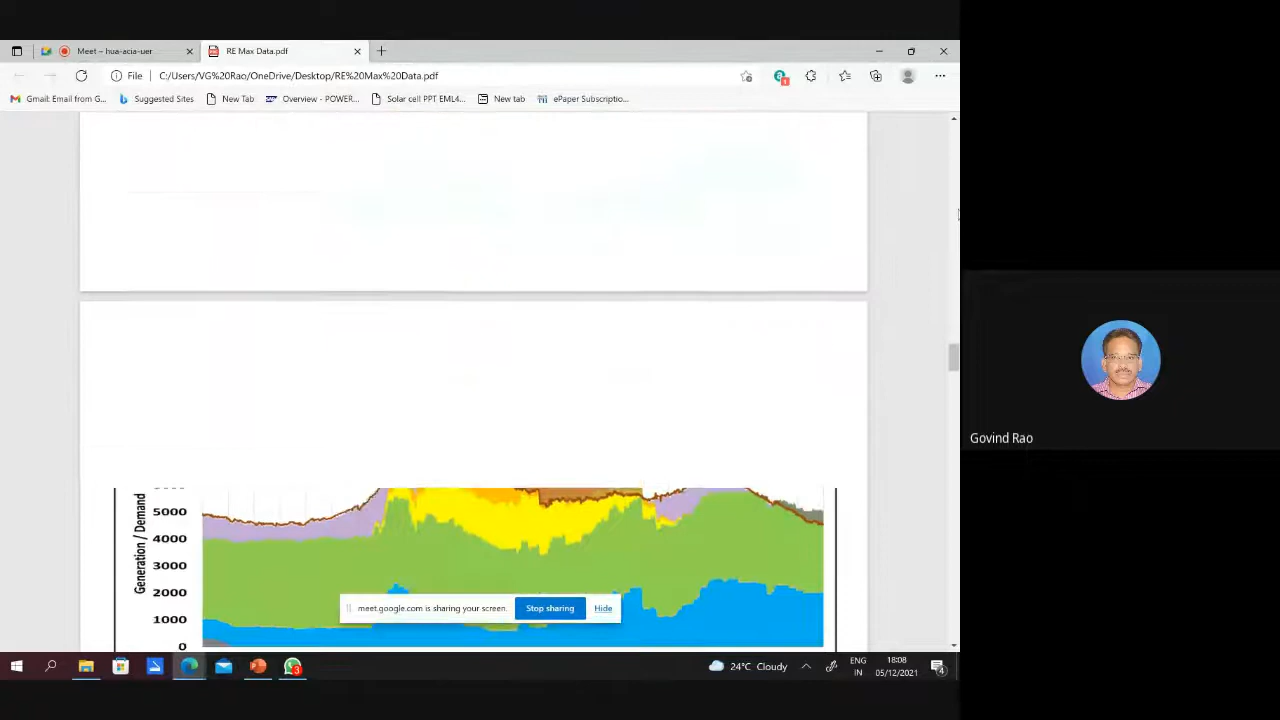 Meet – hua-acia-uer
RE Max Data.pdf
File
C:/Users/VG%20Rao/OneDrive/Desktop/RE%20Max%20Data.pdf
1
Gmail: Email from G...
Suggested Sites
New Tab
Overview - POWER...
Solar cell PPT EML4...
New tab
ePaper Subscriptio...
Govind Rao
Generation / Demand
5000
4000
3000
2000
1000
0
meet.google.com is sharing your screen.
Stop sharing
Hide
3
24°C Cloudy
ENG
IN
18:08
05/12/2021
4